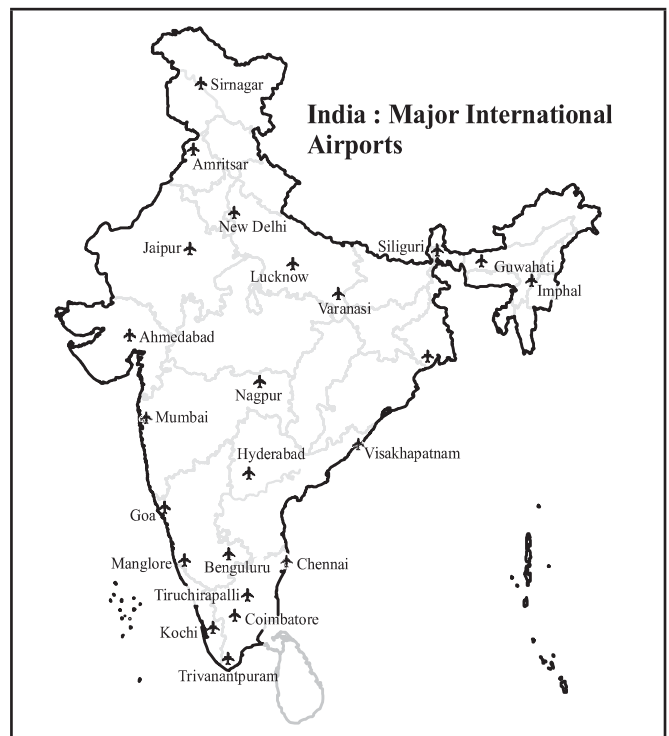 Sirnagar
India : Major International
Airports
Amritsar
New Delhi
Jaipur
Siliguri
Lucknow
Guwahati
Imphal
Varanasi
Ahmedabad
Nagpur
Mumbai
Hyderabad
Visakhapatnam
Goa
Manglore
Benguluru
Chennai
Tiruchirapalli
Coimbatore
Kochi
Trivanantpuram